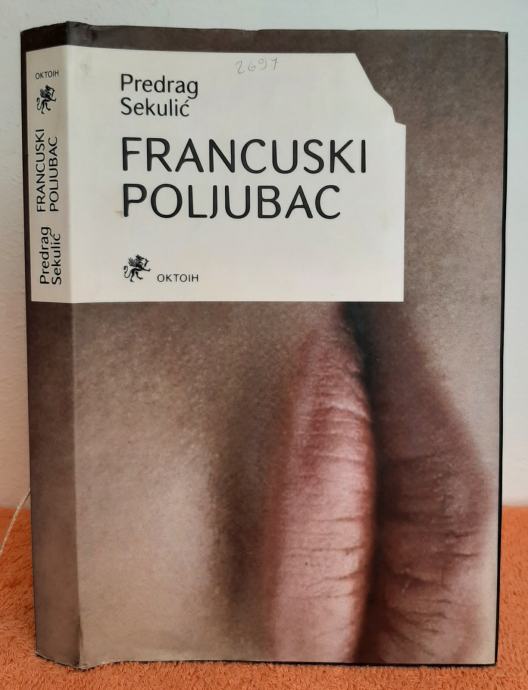 2697
Predrag
Sekulić
FRANCUSKI
POLJUBAC
OKTOIH
OKTOIH
FRANCUSKI
POLJUBAC
Predrag
Sekulić